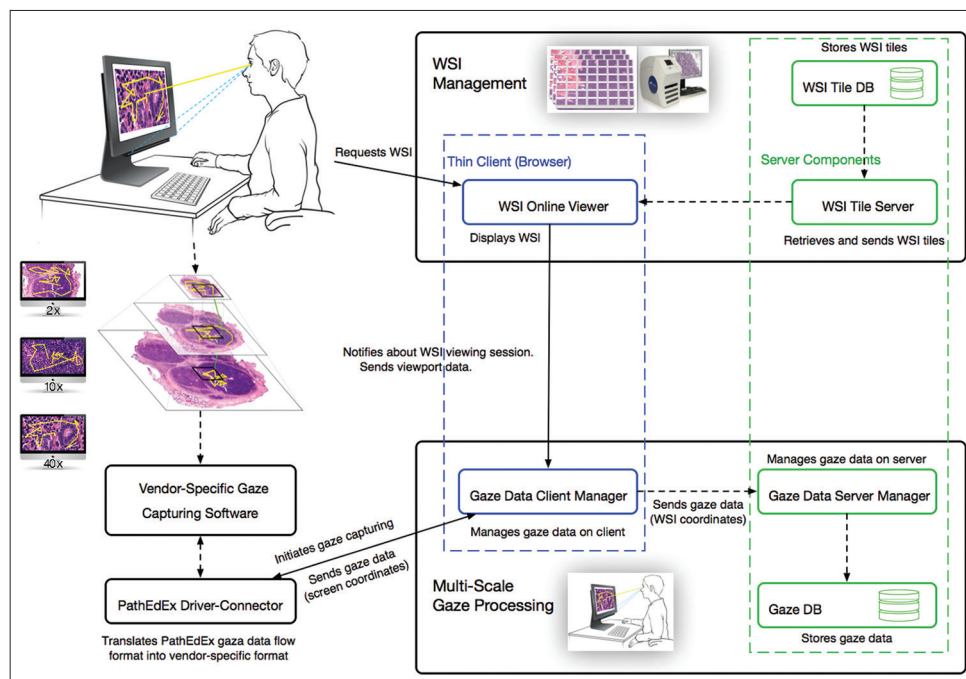 Stores WSI tiles
WSI
Management
WSI Tile DB
Requests WSI
Thin Client (Browser)
Server Components
WSI Online Viewer
WSI Tile Server
Displays WSI
Retrieves and sends WSI tiles
2x
10x
40x
Notifies about WSI viewing session.
Sends viewport data.
Manages gaze data on server
Vendor-Specific Gaze
Capturing Software
Gaze Data Client Manager
Gaze Data Server Manager
Sends gaze data
(WSI coordinates)
Manages gaze data on client
Initiates gaze capturing
Sends gaze data
(screen coordinates)
PathEdEx Driver-Connector
Multi-Scale
Gaze Processing
Gaze DB
Stores gaze data
Translates PathEdEx gaza data flow
format into vendor-specific format